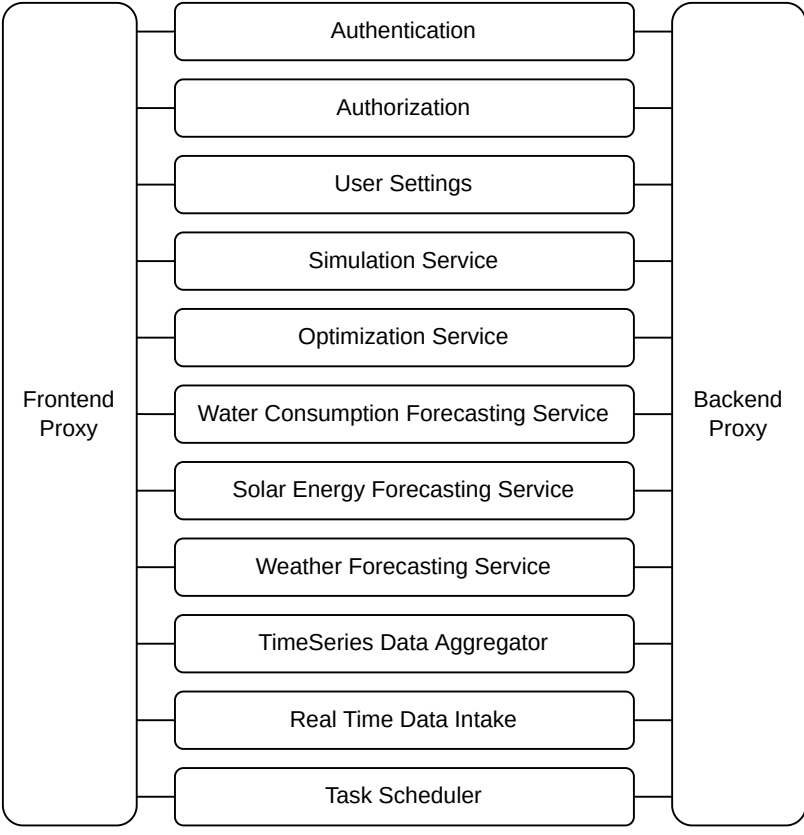 Authentication
Authorization
User Settings
Simulation Service
Optimization Service
Frontend
Proxy
Water Consumption Forecasting Service
Backend
Proxy
Solar Energy Forecasting Service
Weather Forecasting Service
TimeSeries Data Aggregator
Real Time Data Intake
Task Scheduler